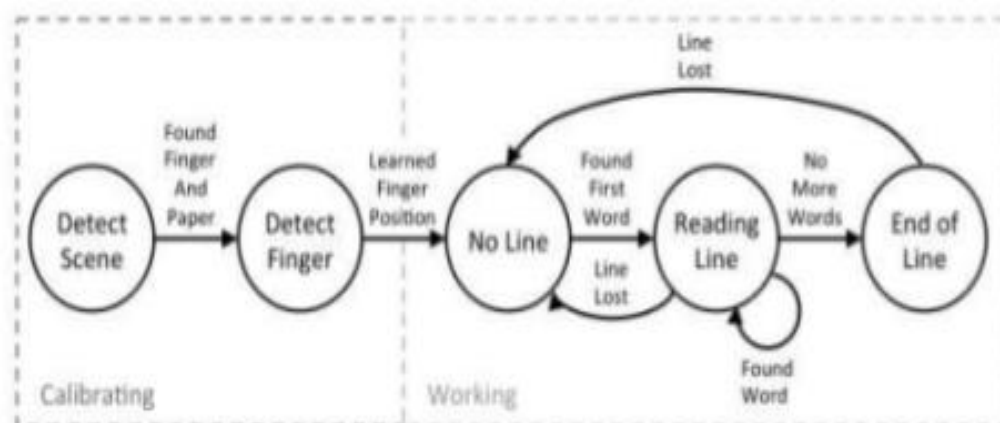 Line
Lost
Found
Finger
And
Paper
Learned
Finger
Position
Found
First
Word
No
More
Words
Detect
Scene
Detect
Finger
No Line
Reading
Line
End of
Line
Line
Lost
Found
Word
Calibrating
Working